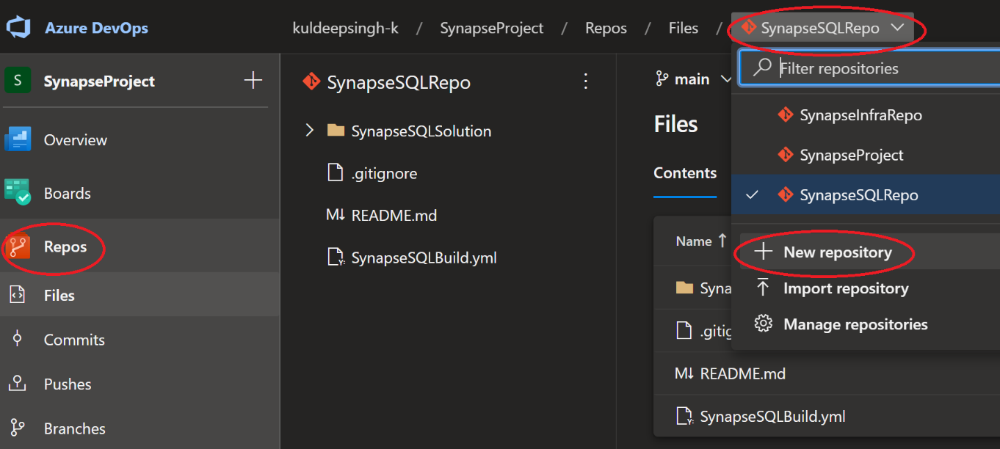 Azure DevOps
kuldeepsingh-k / SynapseProject / Repos / Files / SynapseSQLRepo
S SynapseProject
Overview
Boards
Repos
Files
Commits
Pushes
Branches
SynapseSQLRepo
SynapseSQLSolution
.gitignore
M↓ README.md
Y: SynapseSQLBuild.yml
main
Files
Contents
Name ↑
Syna
.gitig
M↓ README.md
Y: SynapseSQLBuild.yml
Filter repositories
SynapseInfraRepo
SynapseProject
SynapseSQLRepo
New repository
Import repository
Manage repositories